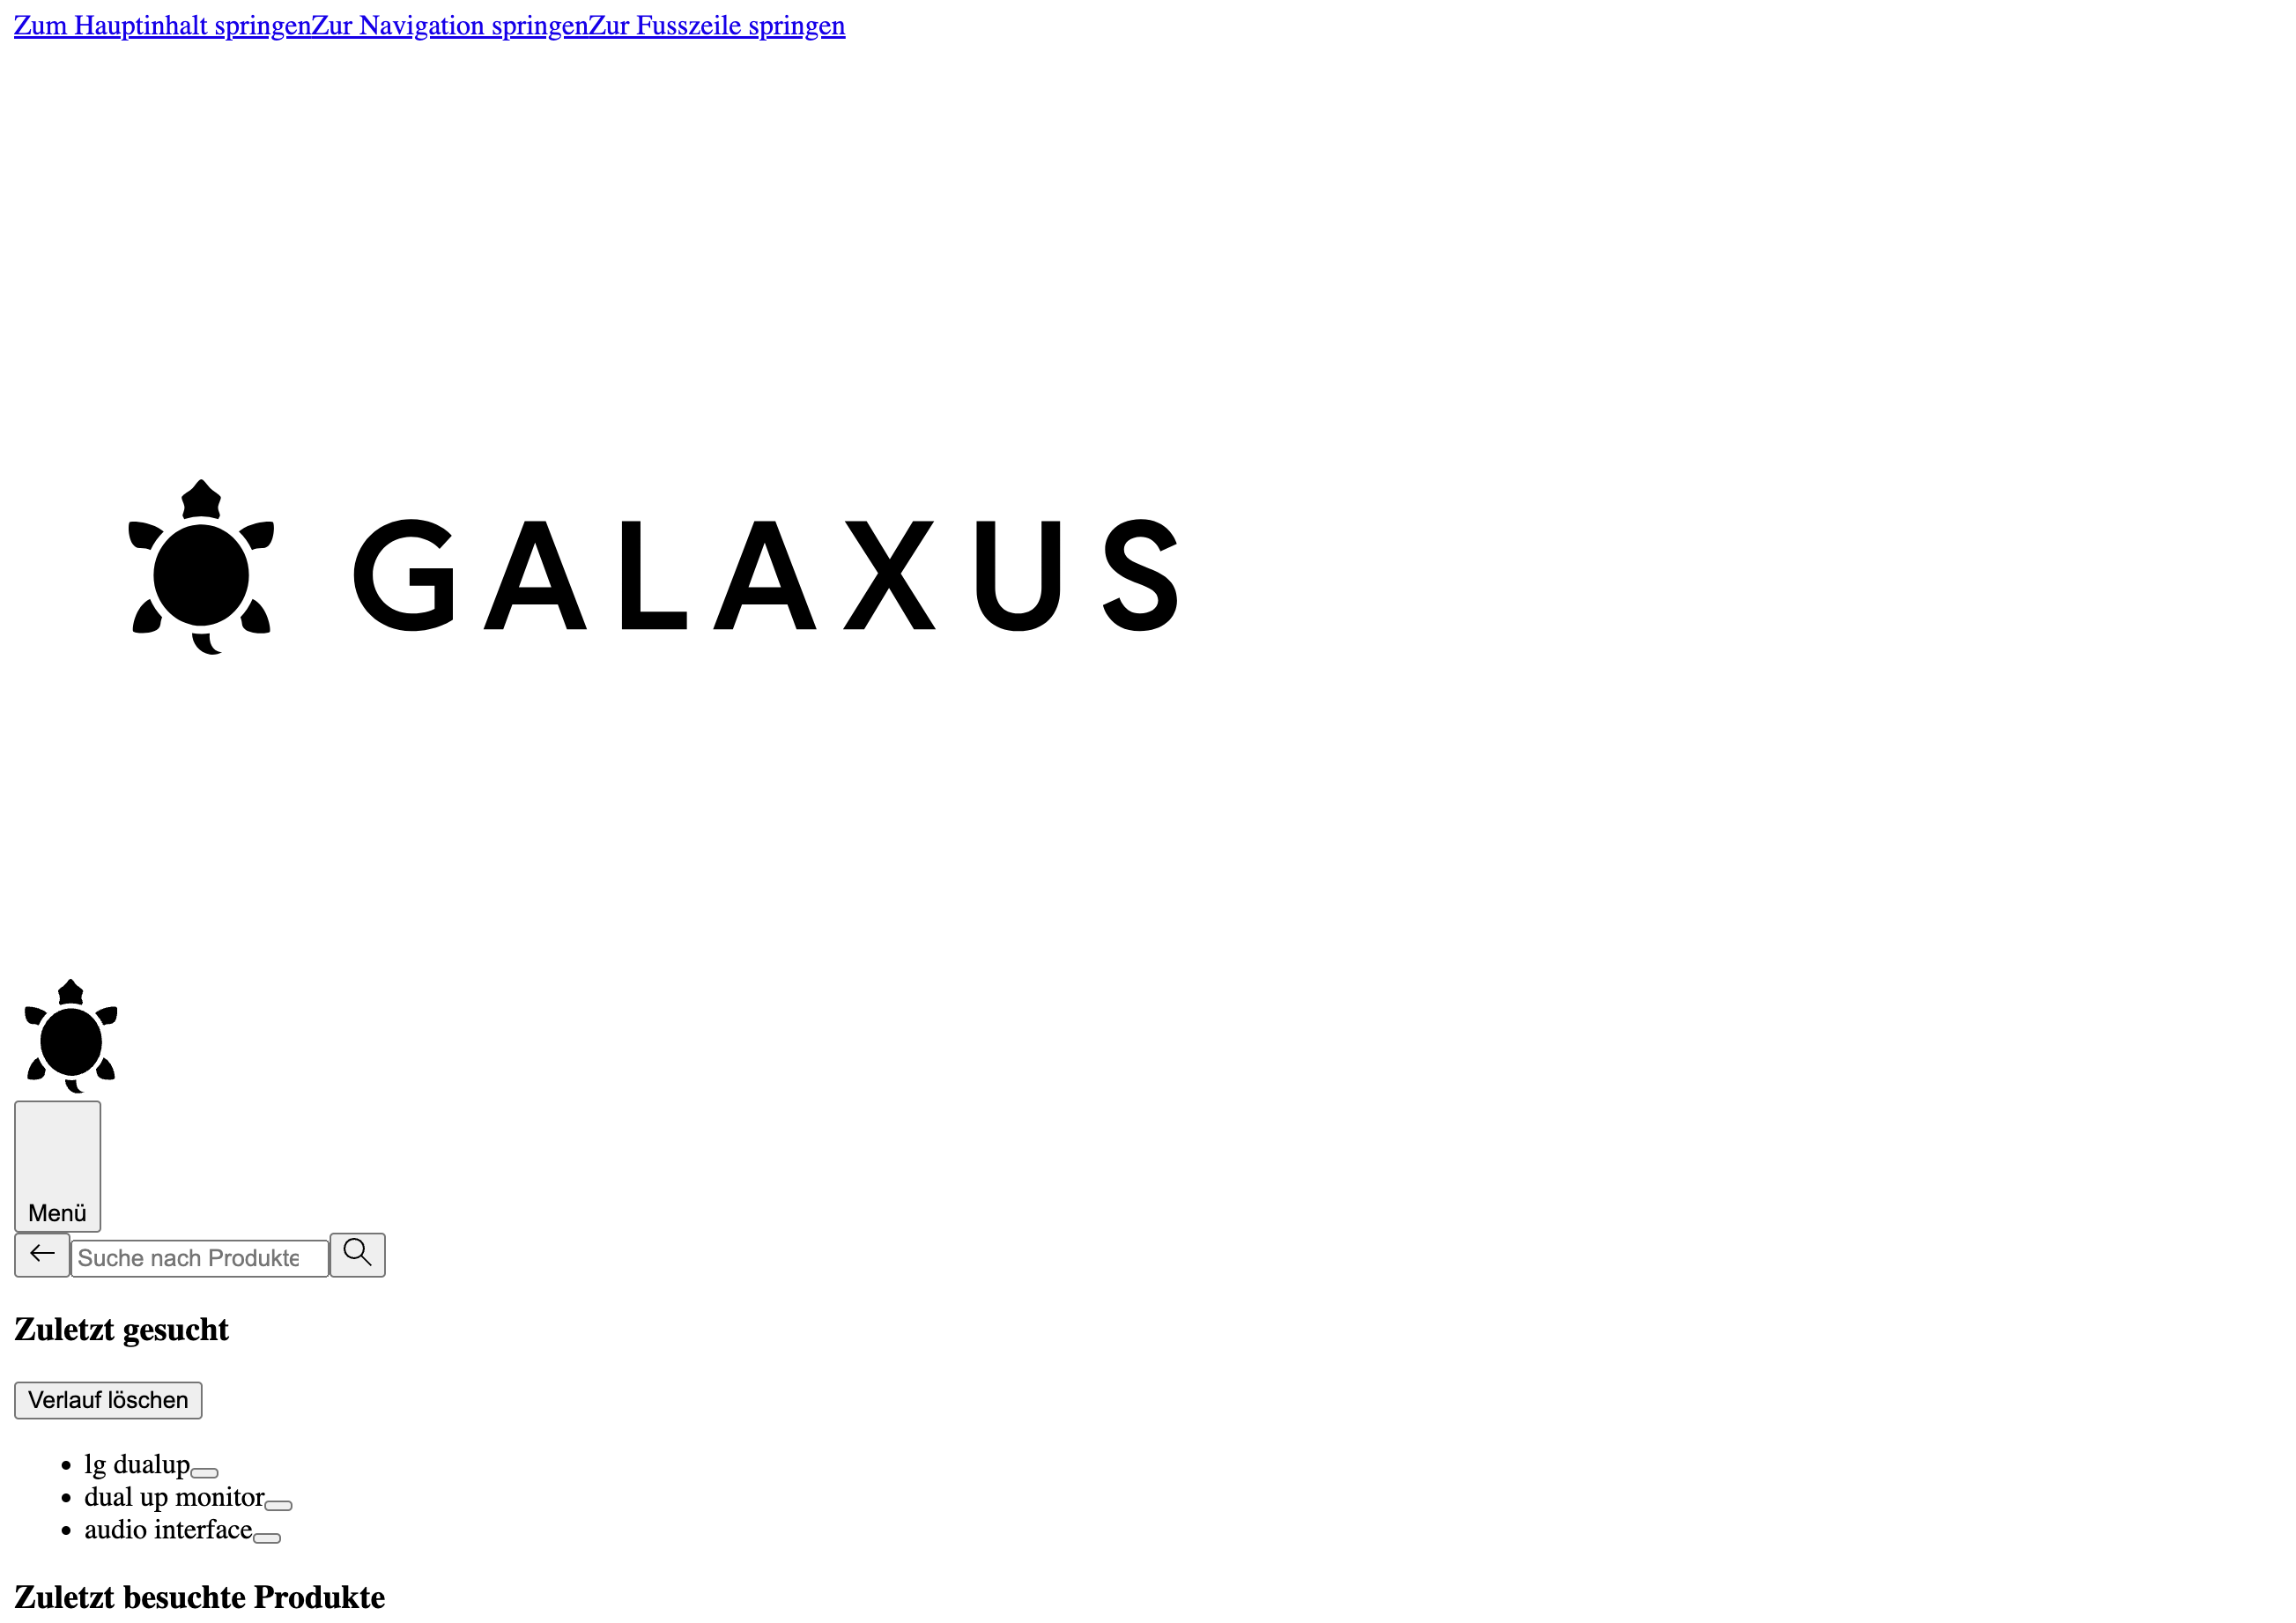 Zum Hauptinhalt springenZur Navigation springenZur Fusszeile springen
GALAXUS
Menü
Suche nach Produkte
Zuletzt gesucht
Verlauf löschen
lg dualup
dual up monitor
audio interface
Zuletzt besuchte Produkte